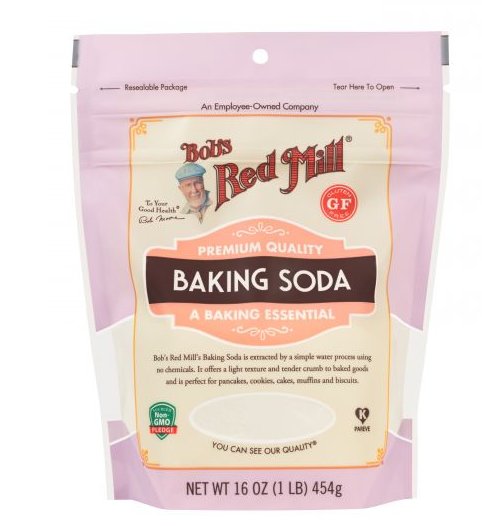 Resealable Package
Tear Here To Open
An Employee-Owned Company
Bob's
Red Mill®
To Your
Good Health®
Bob Moore
GLUTEN
GF
FREE
PREMIUM QUALITY
BAKING SODA
A BAKING ESSENTIAL
Bob's Red Mill's Baking Soda is extracted by a simple water process using
no chemicals. It offers a light texture and tender crumb to baked goods
and is perfect for pancakes, cookies, cakes, muffins and biscuits.
Non-
GMO
PLEDGE
K
PAREVE
YOU CAN SEE OUR QUALITY®
NET WT 16 OZ (1 LB) 454g